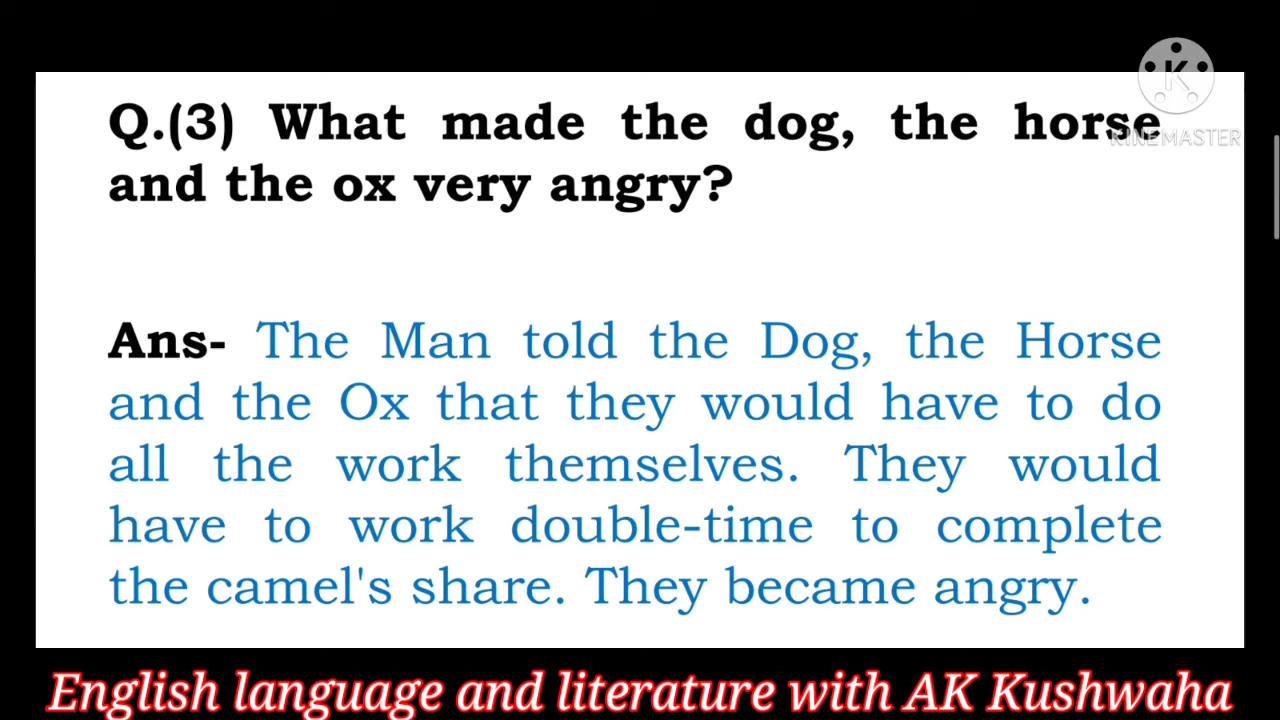 Q.(3) What made the dog, the horse
and the ox very angry?
KINEMASTER
Ans- The Man told the Dog, the Horse
and the Ox that they would have to do
all the work themselves. They would
have to work double-time to complete
the camel's share. They became angry.
English language and literature with AK Kushwaha